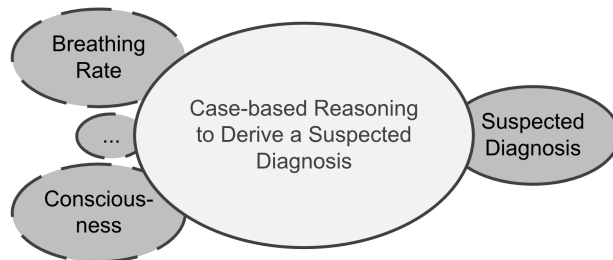 Breathing
Rate
...
Conscious-
ness
Case-based Reasoning
to Derive a Suspected
Diagnosis
Suspected
Diagnosis